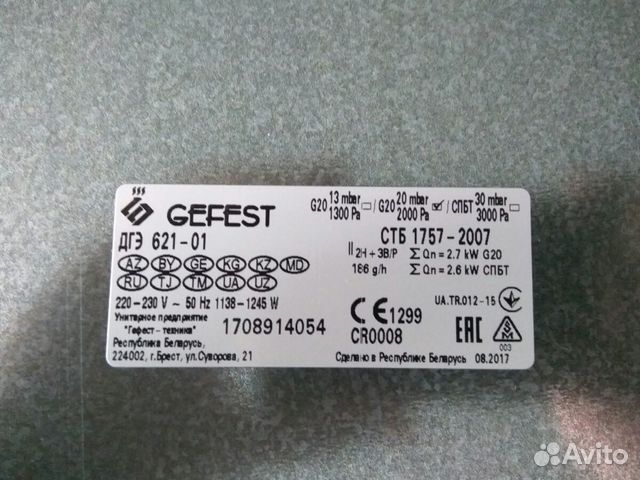 GEFEST
G20 13 mbar 1300 Pa / G20 20 mbar 2000 Pa / СПБТ 30 mbar 3000 Pa
ДГЭ 621-01
СТБ 1757-2007
AZ BY GE KG KZ MD
II 2H + 3B/P ΣQn = 2.7 kW G20
RU TJ TM UA UZ
186 g/h ΣQn = 2.6 kW СПБТ
220-230 V ~ 50 Hz 1138-1245 W
UA.TR.012-15
Унитарное предприятие
"Гефест-техника"
1708914054
CE 1299
EAC
Республика Беларусь,
CR0008
003
224002, г.Брест, ул.Суворова, 21
Сделано в Республике Беларусь 08.2017
Avito